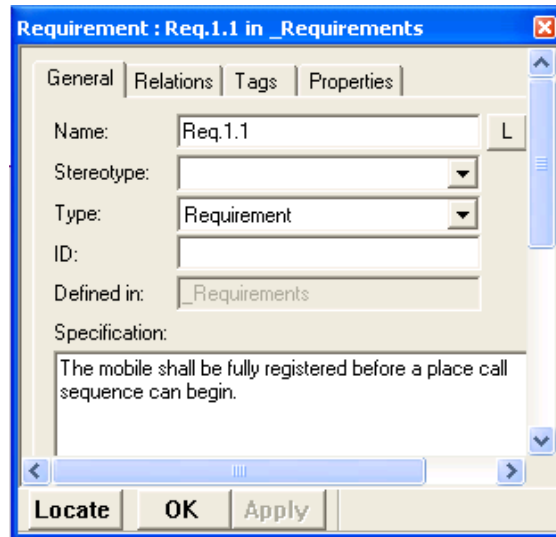 Requirement : Req.1.1 in _Requirements
General Relations Tags Properties
Name: Req.1.1 L
Stereotype:
Type: Requirement
ID:
Defined in: _Requirements
Specification:
The mobile shall be fully registered before a place call
sequence can begin.
Locate OK Apply